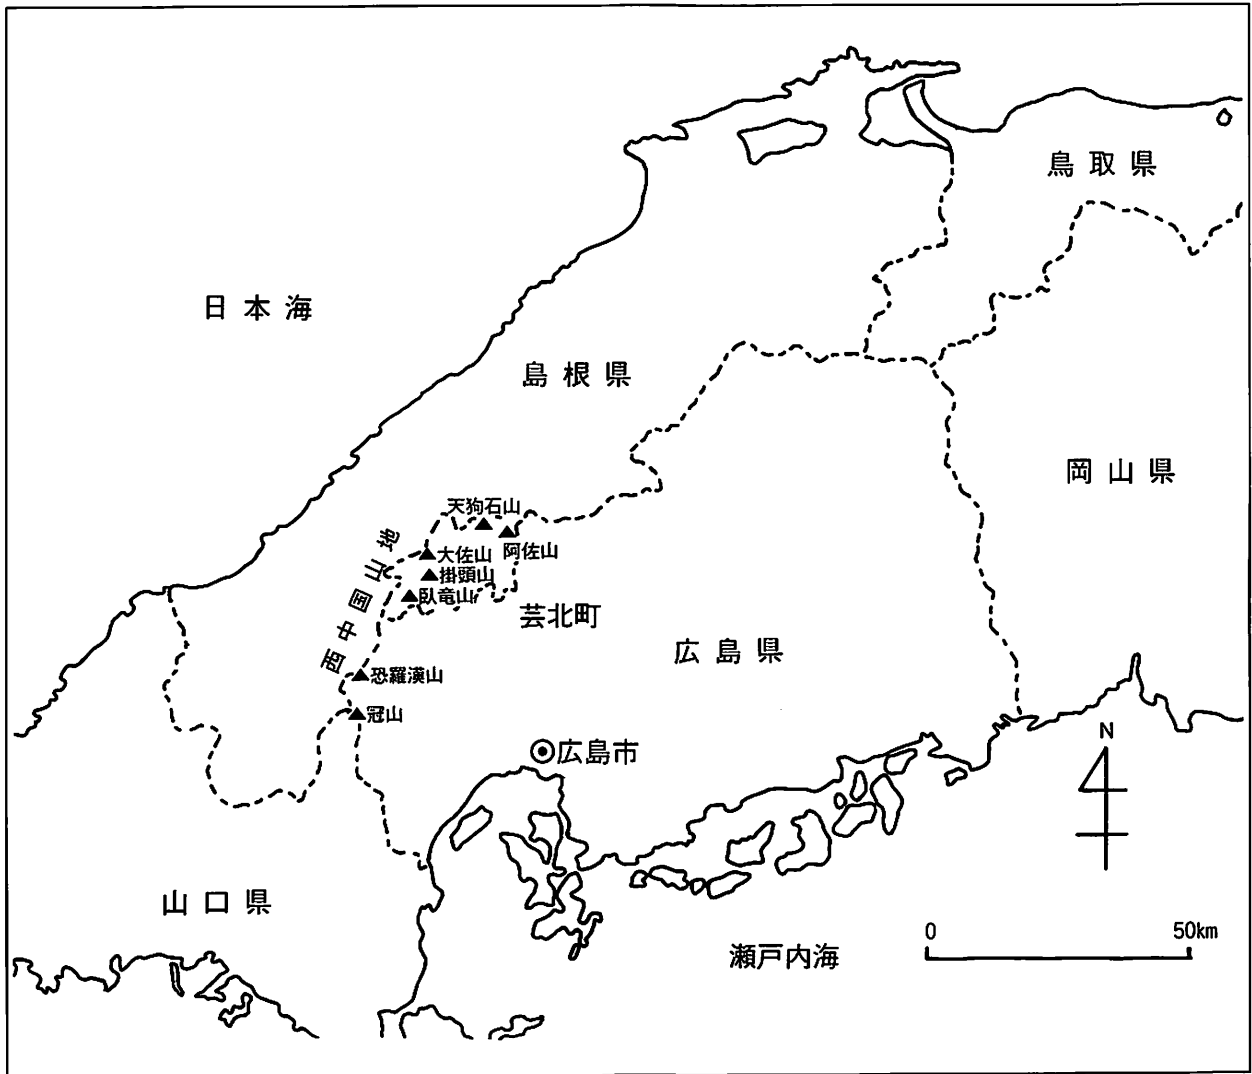 鳥取県
日本海
島根県
岡山県
天狗石山
阿佐山
大佐山
掛頭山
臥竜山
西中国山地
芸北町
広島県
恐羅漢山
冠山
広島市
N
山口県
瀬戸内海
0
50km